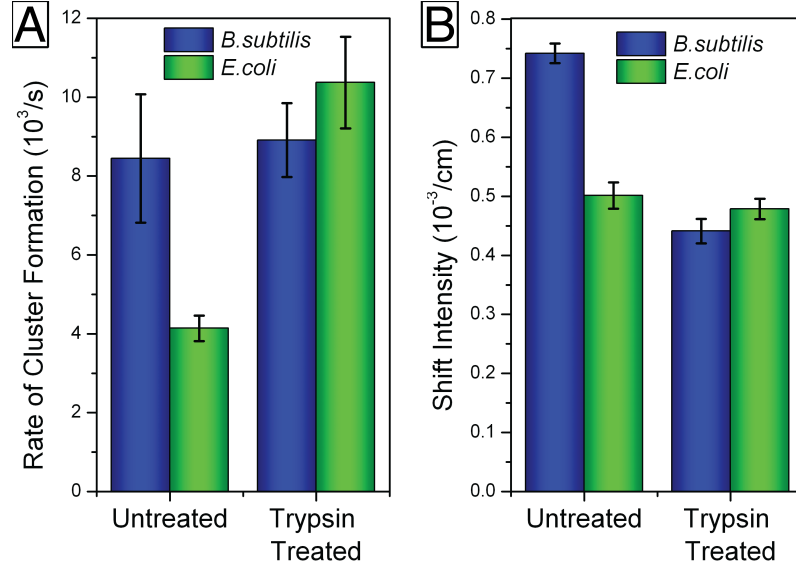 A
B.subtilis
E.coli
Rate of Cluster Formation (10³/s)
12
10
8
6
4
2
0
Untreated
Trypsin
Treated
B
B.subtilis
E.coli
Shift Intensity (10⁻³/cm)
0.8
0.7
0.6
0.5
0.4
0.3
0.2
0.1
0.0
Untreated
Trypsin
Treated